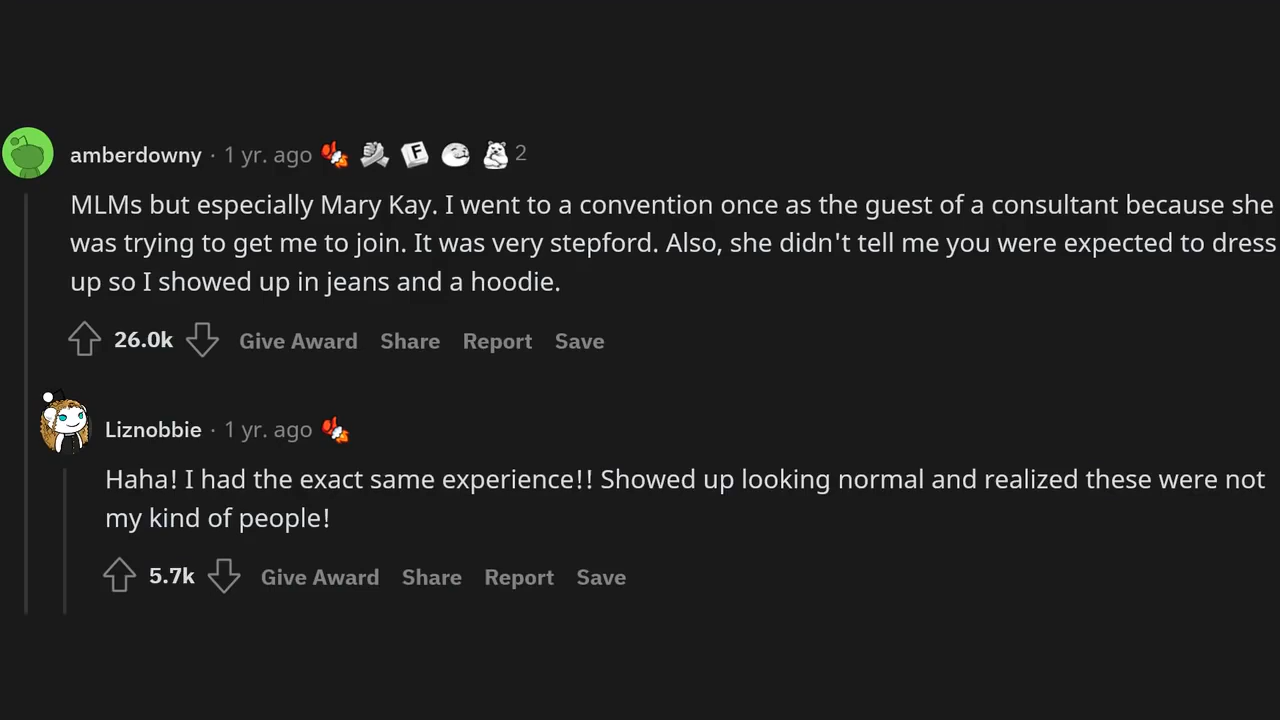 amberdowny · 1 yr. ago 2
MLMs but especially Mary Kay. I went to a convention once as the guest of a consultant because she
was trying to get me to join. It was very stepford. Also, she didn't tell me you were expected to dress
up so I showed up in jeans and a hoodie.
26.0k Give Award Share Report Save
Liznobbie · 1 yr. ago
Haha! I had the exact same experience!! Showed up looking normal and realized these were not
my kind of people!
5.7k Give Award Share Report Save